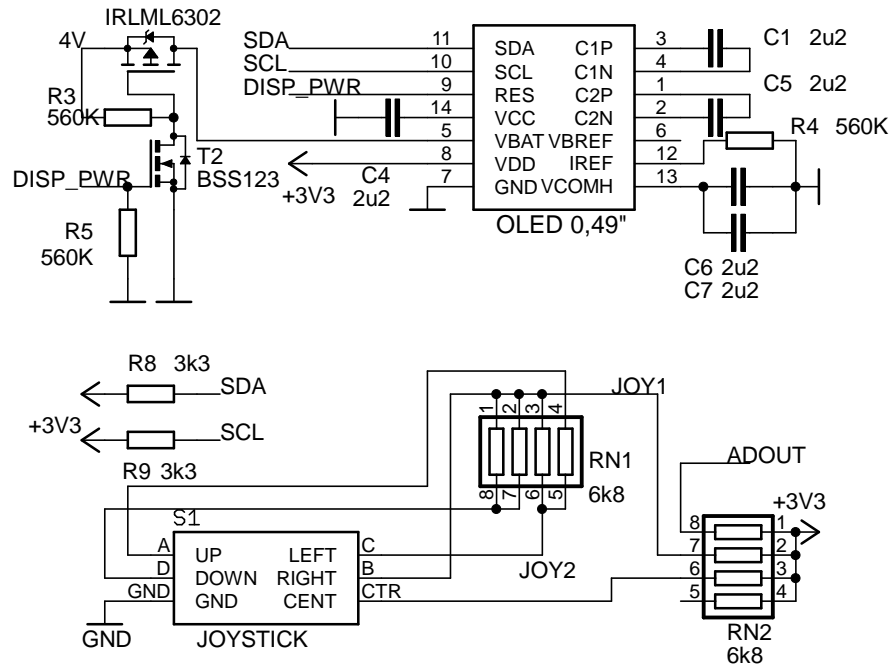 IRLML6302
4V
R3
560K
T2
BSS123
DISP_PWR
R5
560K
SDA
SCL
DISP_PWR
11
10
9
14
5
8
7
+3V3
C4
2u2
SDA C1P
SCL C1N
RES C2P
VCC C2N
VBAT VBREF
VDD IREF
GND VCOMH
OLED 0,49"
3
4
1
2
6
12
13
C1 2u2
C5 2u2
R4 560K
C6 2u2
C7 2u2
R8 3k3
SDA
+3V3
SCL
R9 3k3
S1
A
D
GND
GND
UP LEFT
DOWN RIGHT
GND CENT
JOYSTICK
C
B
CTR
JOY1
1 2 3 4
8 7 6 5
RN1
6k8
JOY2
ADOUT
+3V3
8 1
7 2
6 3
5 4
RN2
6k8